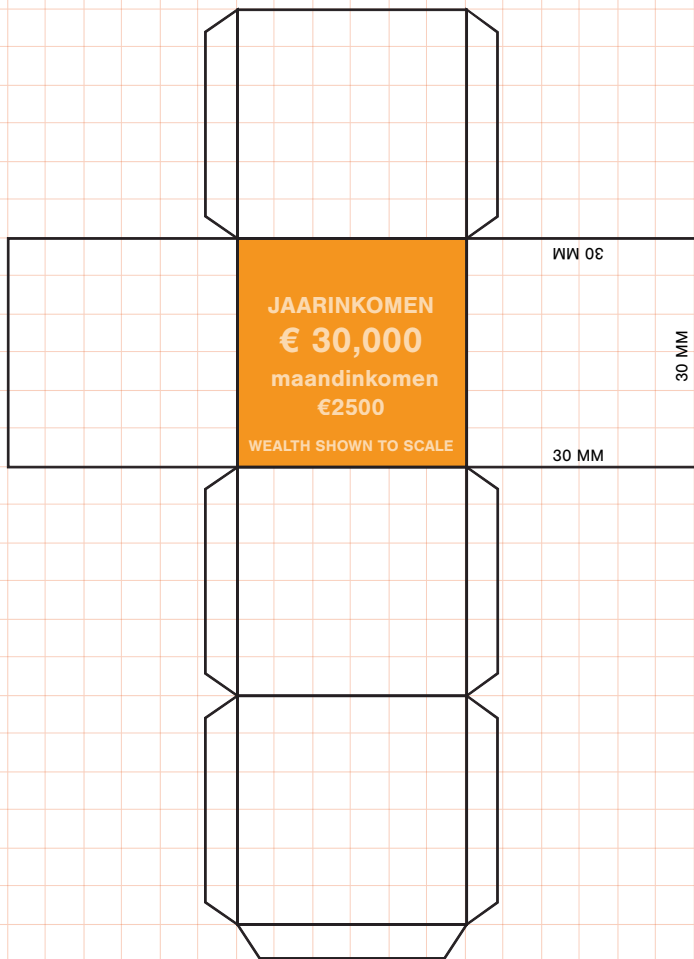 30 MM
JAARINKOMEN
€ 30,000
maandinkomen
€2500
WEALTH SHOWN TO SCALE
30 MM
30 MM